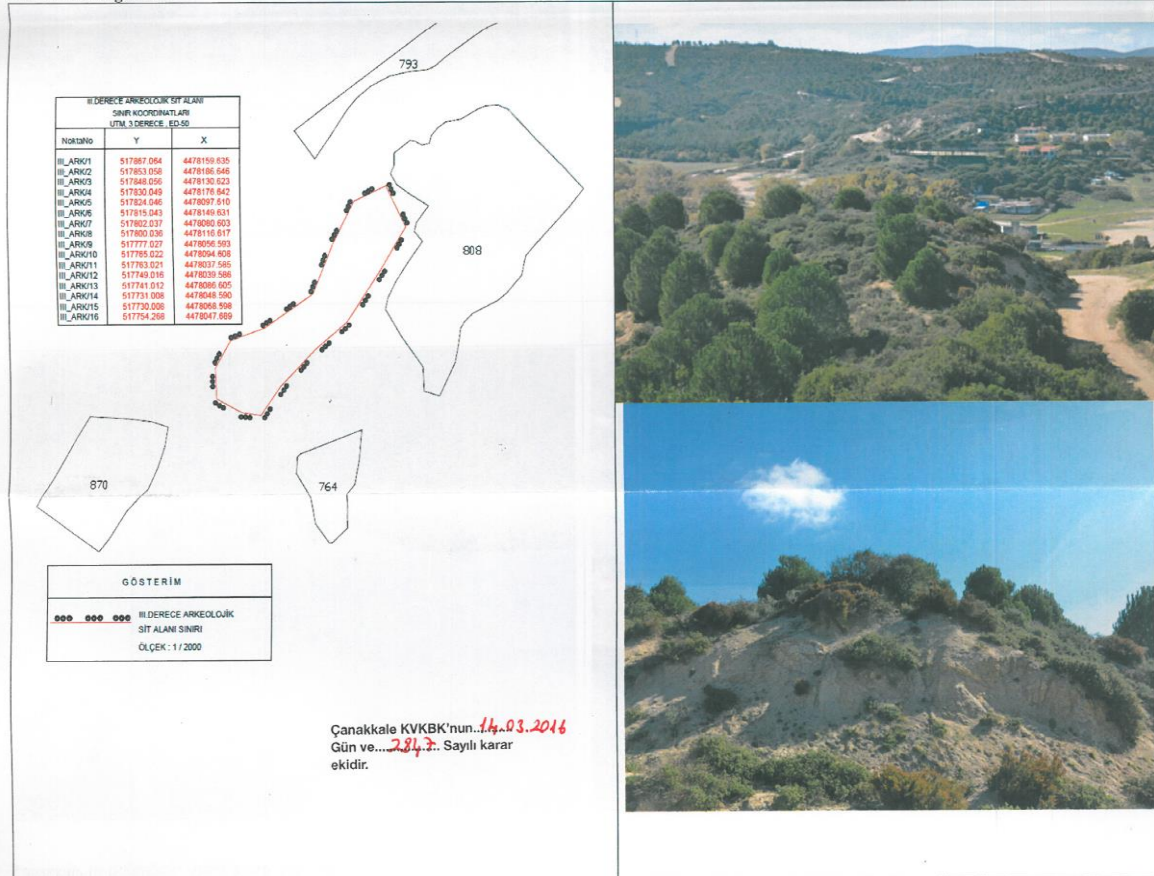 793
III.DERECE ARKEOLOJİK SİT ALANI
SINIR KOORDİNATLARI
UTM, 3 DERECE , ED-50
NoktaNo Y X
III_ARK/1 517867.064 4478159.635
III_ARK/2 517853.058 4478186.646
III_ARK/3 517848.056 4478130.623
III_ARK/4 517830.049 4478176.642
III_ARK/5 517824.046 4478097.610
III_ARK/6 517815.043 4478149.631
III_ARK/7 517802.037 4478080.603
III_ARK/8 517800.036 4478116.617
III_ARK/9 517777.027 4478056.593
III_ARK/10 517765.022 4478094.608
III_ARK/11 517763.021 4478037.585
III_ARK/12 517749.016 4478039.586
III_ARK/13 517741.012 4478086.605
III_ARK/14 517731.008 4478048.590
III_ARK/15 517730.008 4478068.598
III_ARK/16 517754.268 4478047.689
808
870
764
GÖSTERİM
III.DERECE ARKEOLOJİK
SİT ALANI SINIRI
ÖLÇEK : 1 / 2000
Çanakkale KVKBK'nun 14.03.2016
Gün ve 2847 Sayılı karar
ekidir.